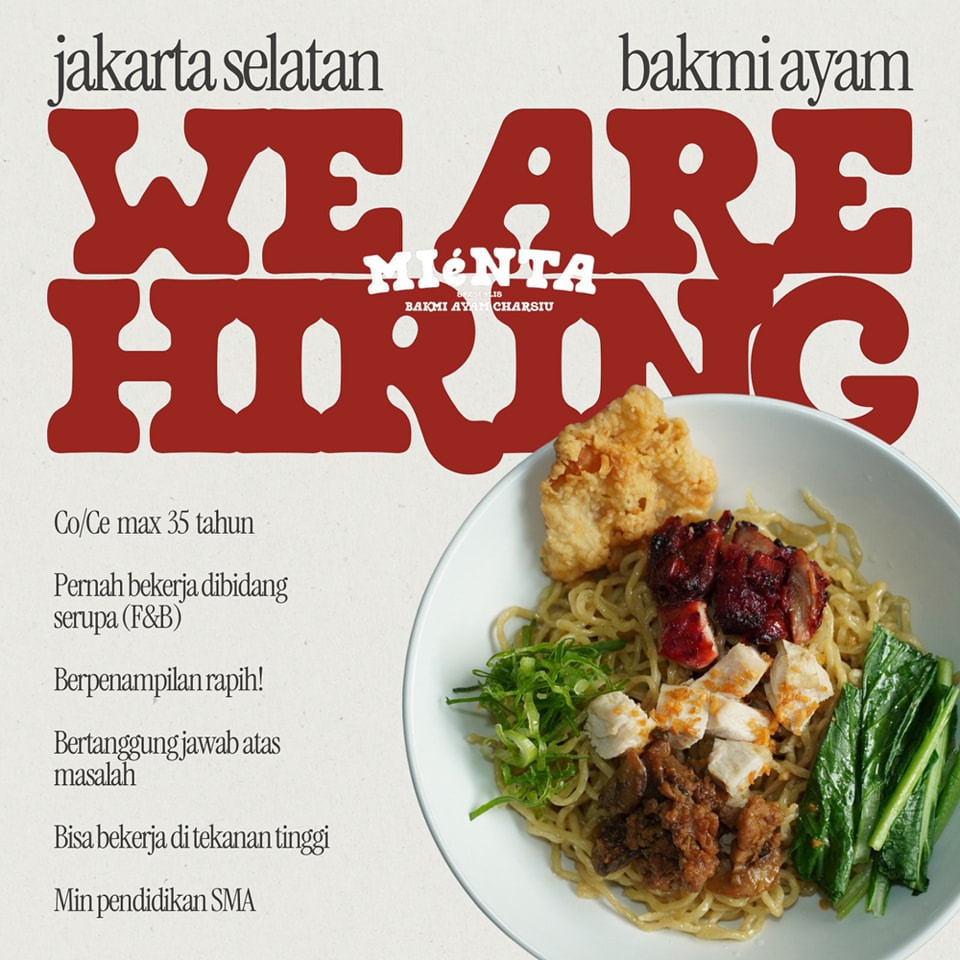 jakarta selatan
bakmi ayam
WE ARE
HIRING
MIéNTA
BAKMI AYAM CHARSIU
Co/Ce max 35 tahun
Pernah bekerja dibidang
serupa (F&B)
Berpenampilan rapih!
Bertanggung jawab atas
masalah
Bisa bekerja di tekanan tinggi
Min pendidikan SMA